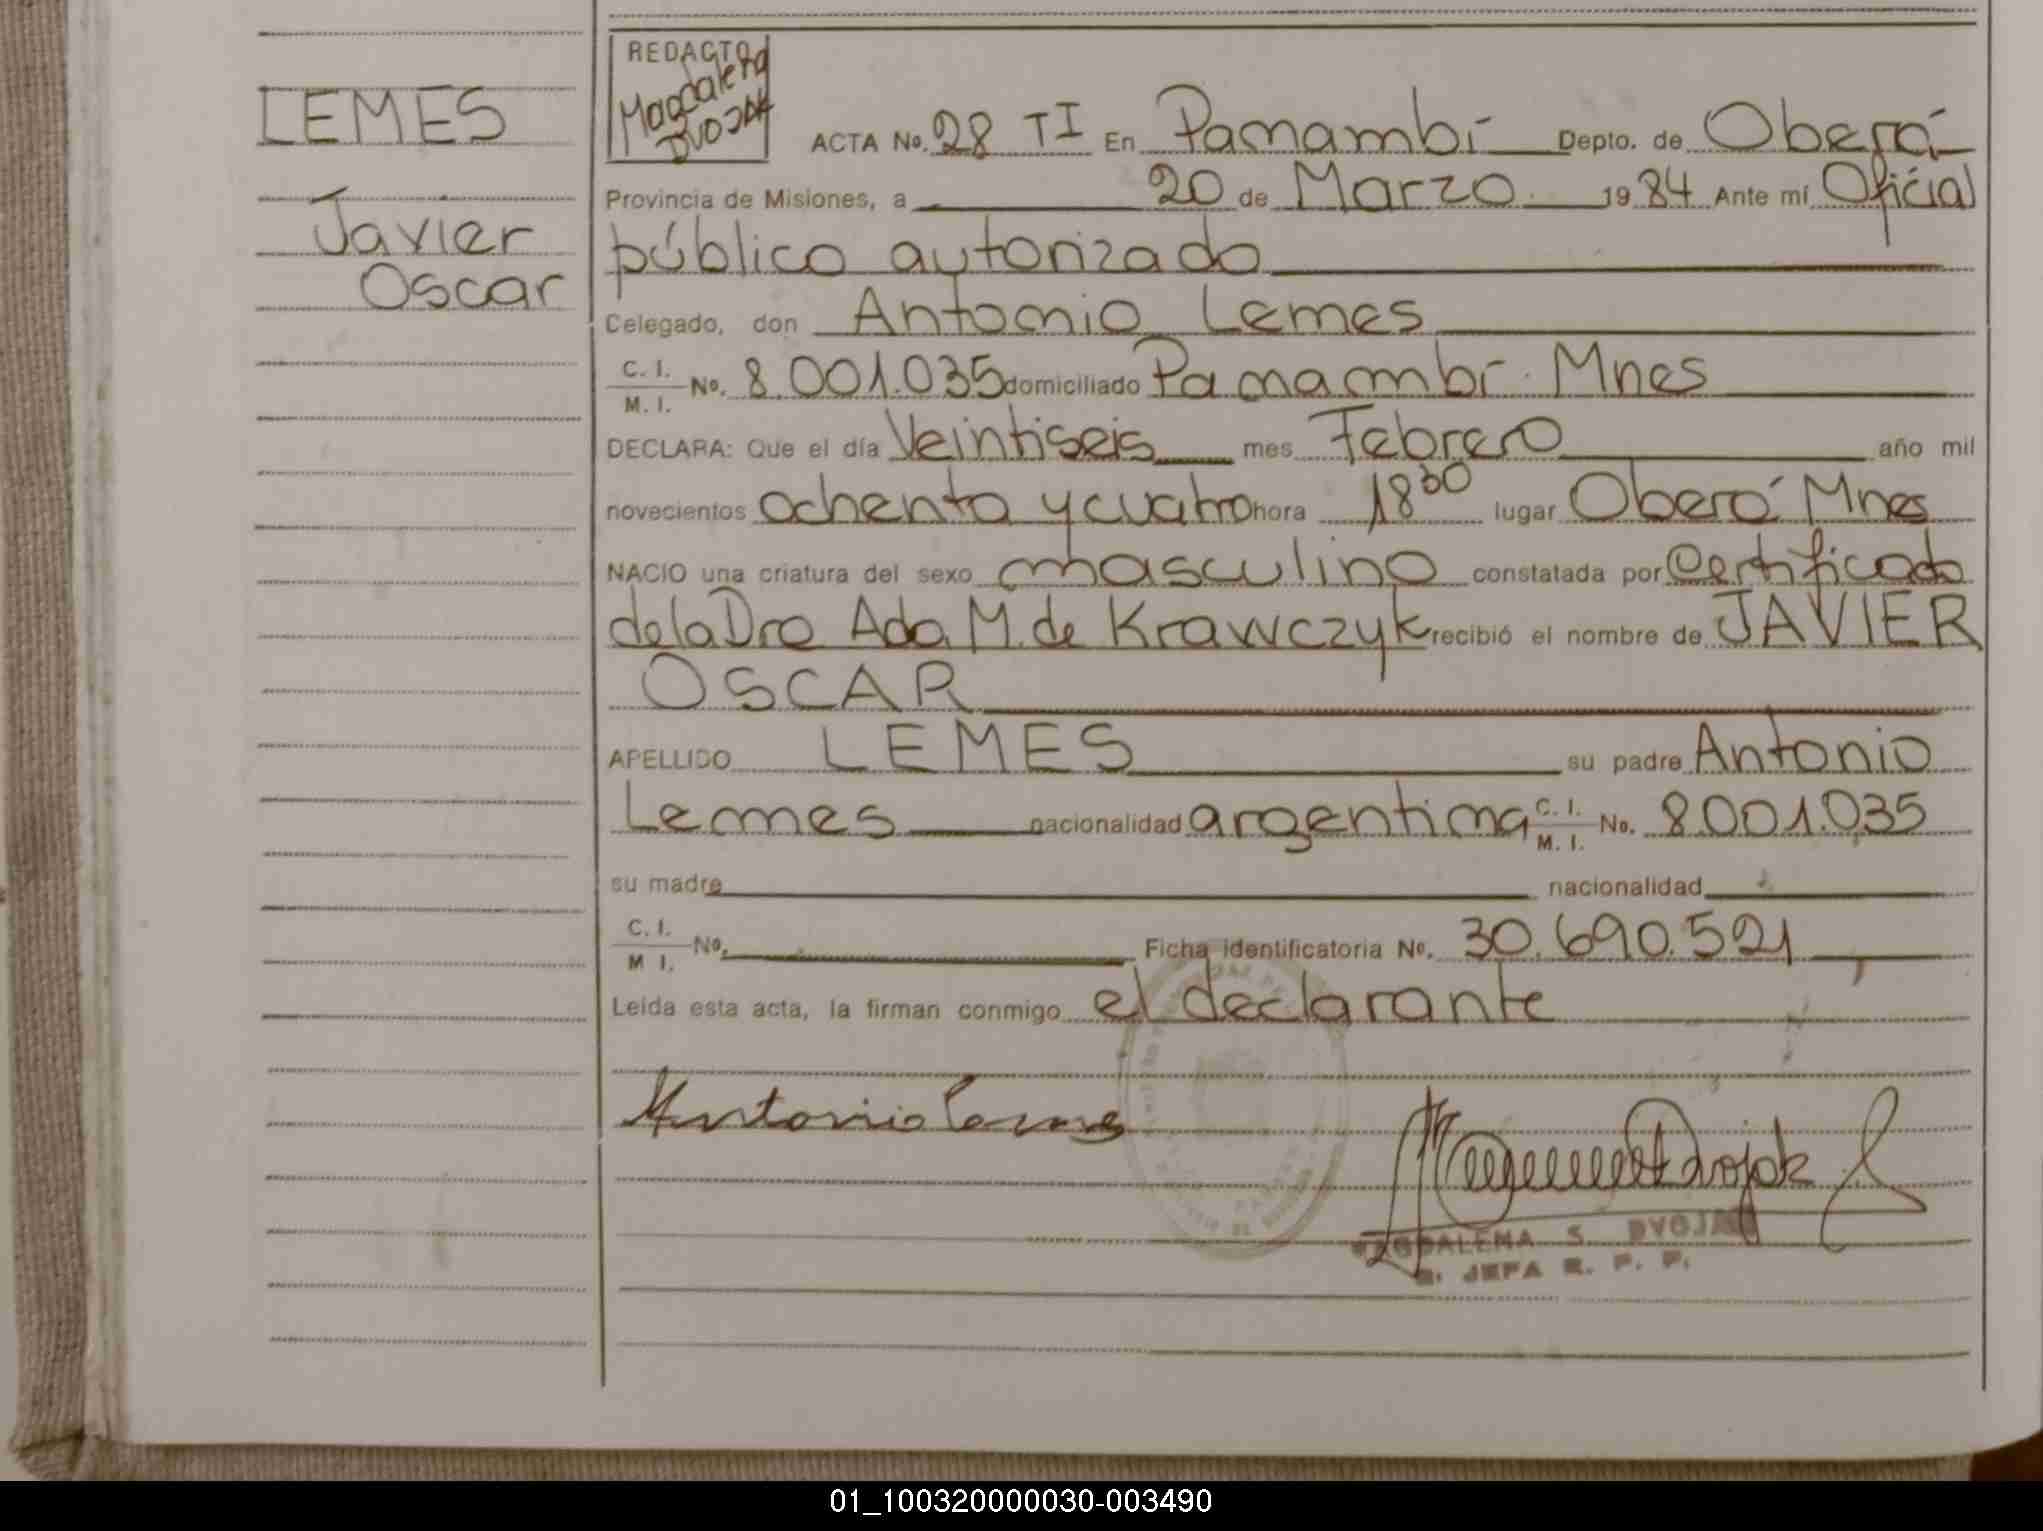 LEMES
Javier
Oscar
REDACTO
Magdalena
DVOJAK
ACTA No. 28 TI En Panambí Depto. de Oberá
Provincia de Misiones, a 20 de Marzo 1984 Ante mí Oficial
público autorizado
Celegado, don Antonio Lemes
C. I.
M. I. No. 8.001.035 domiciliado Panambí. Mnes
DECLARA: Que el día Veintiseis mes Febrero año mil
novecientos ochenta y cuatro hora 18 30 lugar Oberá Mnes
NACIO una criatura del sexo masculino constatada por Certificado
de la Dra Ada M. de Krawczyk recibió el nombre de JAVIER
OSCAR
APELLIDO LEMES su padre Antonio
Lemes nacionalidad argentina C. I. M. I. No. 8.001.035
su madre nacionalidad
C. I.
M I. No. Ficha identificatoria No. 30.690.521
Leida esta acta, la firman conmigo el declarante
Antonio Lemes
MAGDALENA S. DVOJAK
JEFA R. P. P.
01_100320000030-003490